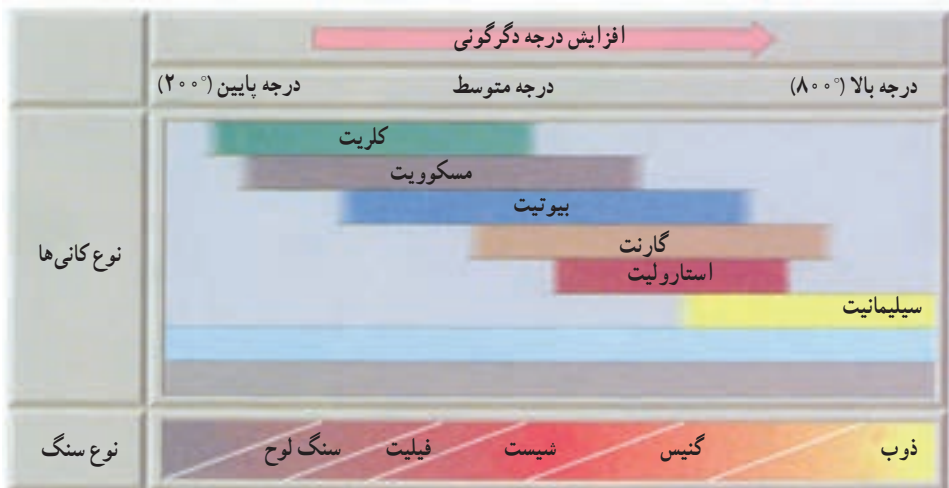 افزایش درجه دگرگونی
درجه بالا (۸۰۰°) درجه متوسط درجه پایین (۲۰۰°)
کلریت
مسکوویت
بیوتیت
گارنت
استارولیت
سیلیمانیت
نوع کانی‌ها
نوع سنگ
سنگ لوح فیلیت شیست گنیس ذوب